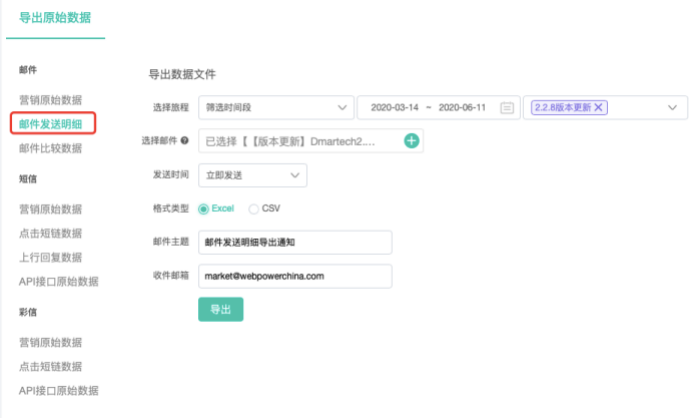 导出原始数据
邮件
营销原始数据
邮件发送明细
邮件比较数据
短信
营销原始数据
点击短链数据
上行回复数据
API接口原始数据
彩信
营销原始数据
点击短链数据
API接口原始数据
导出数据文件
选择旅程 筛选时间段 2020-03-14 ~ 2020-06-11 2.2.8版本更新
选择邮件 已选择【【版本更新】Dmartech2....
发送时间 立即发送
格式类型 Excel CSV
邮件主题 邮件发送明细导出通知
收件邮箱 market@webpowerchina.com
导出